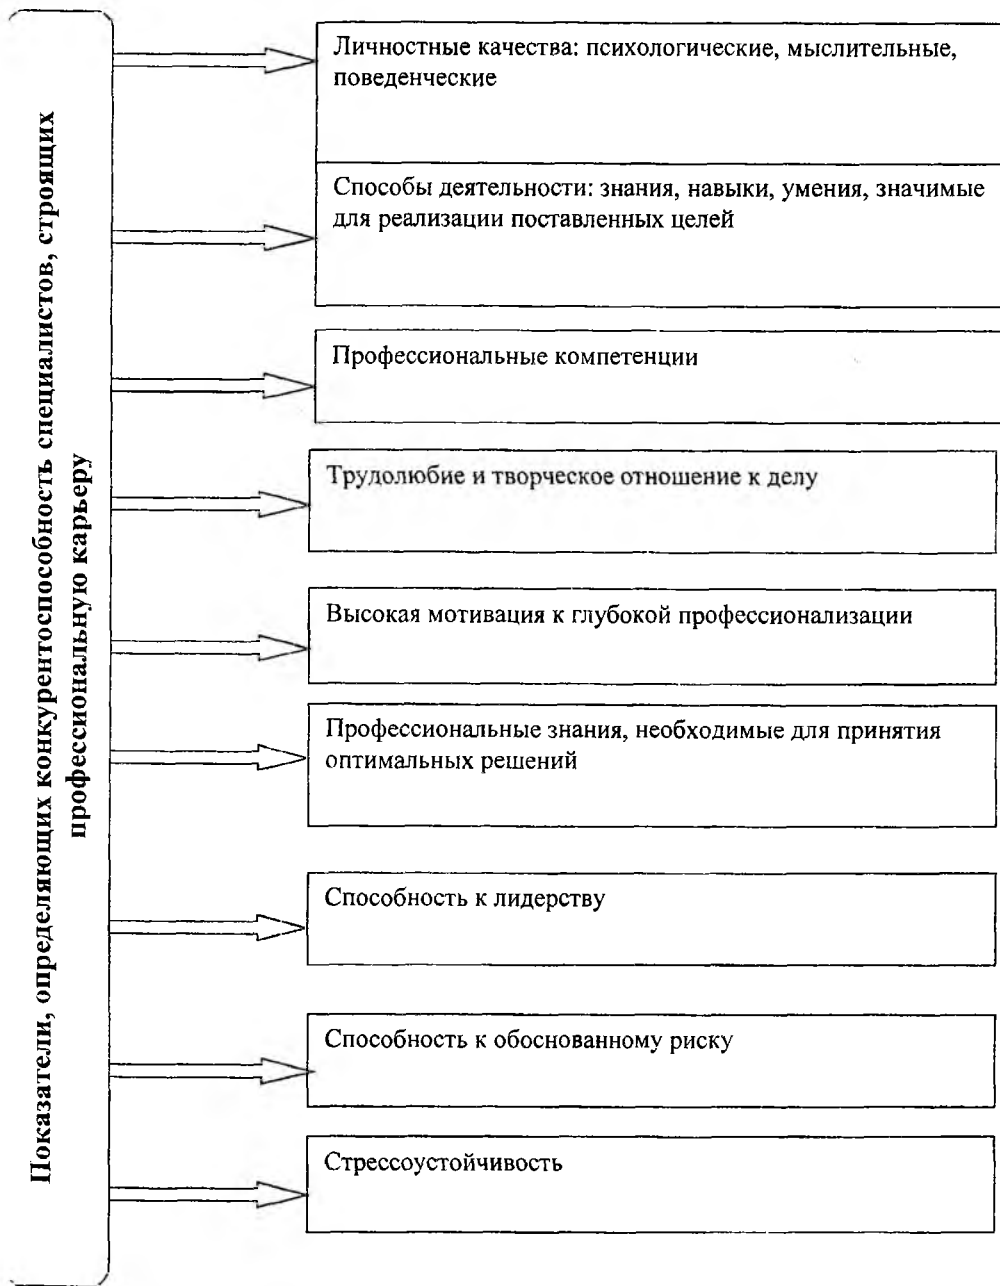 Показатели, определяющих конкурентоспособность специалистов, строящих
профессиональную карьеру
Личностные качества: психологические, мыслительные,
поведенческие
Способы деятельности: знания, навыки, умения, значимые
для реализации поставленных целей
Профессиональные компетенции
Трудолюбие и творческое отношение к делу
Высокая мотивация к глубокой профессионализации
Профессиональные знания, необходимые для принятия
оптимальных решений
Способность к лидерству
Способность к обоснованному риску
Стрессоустойчивость